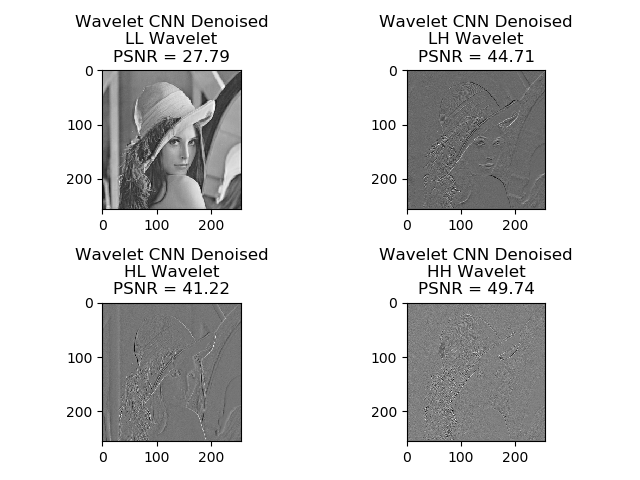 Wavelet CNN Denoised
LL Wavelet
PSNR = 27.79
0
100
200
0 100 200
Wavelet CNN Denoised
LH Wavelet
PSNR = 44.71
0
100
200
0 100 200
Wavelet CNN Denoised
HL Wavelet
PSNR = 41.22
0
100
200
0 100 200
Wavelet CNN Denoised
HH Wavelet
PSNR = 49.74
0
100
200
0 100 200